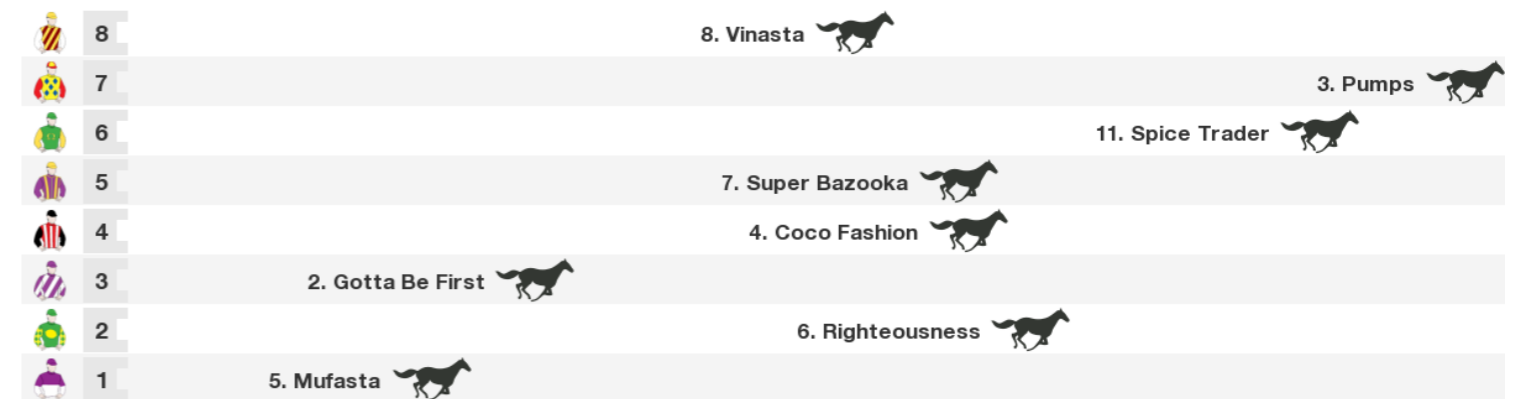 8 8. Vinasta
7 3. Pumps
6 11. Spice Trader
5 7. Super Bazooka
4 4. Coco Fashion
3 2. Gotta Be First
2 6. Righteousness
1 5. Mufasta